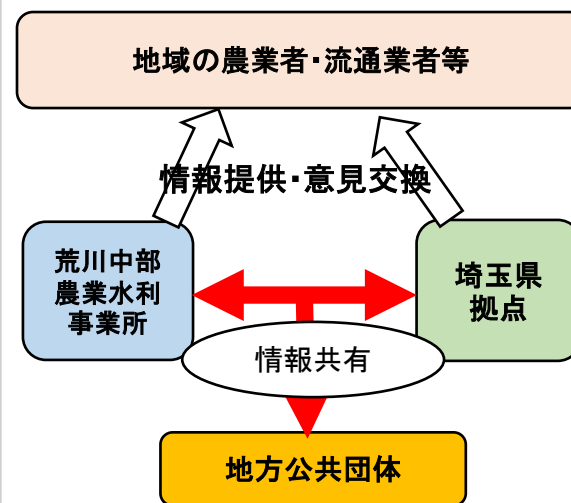 地域の農業者・流通業者等
情報提供・意見交換
荒川中部
農業水利
事業所
埼玉県
拠点
情報共有
地方公共団体